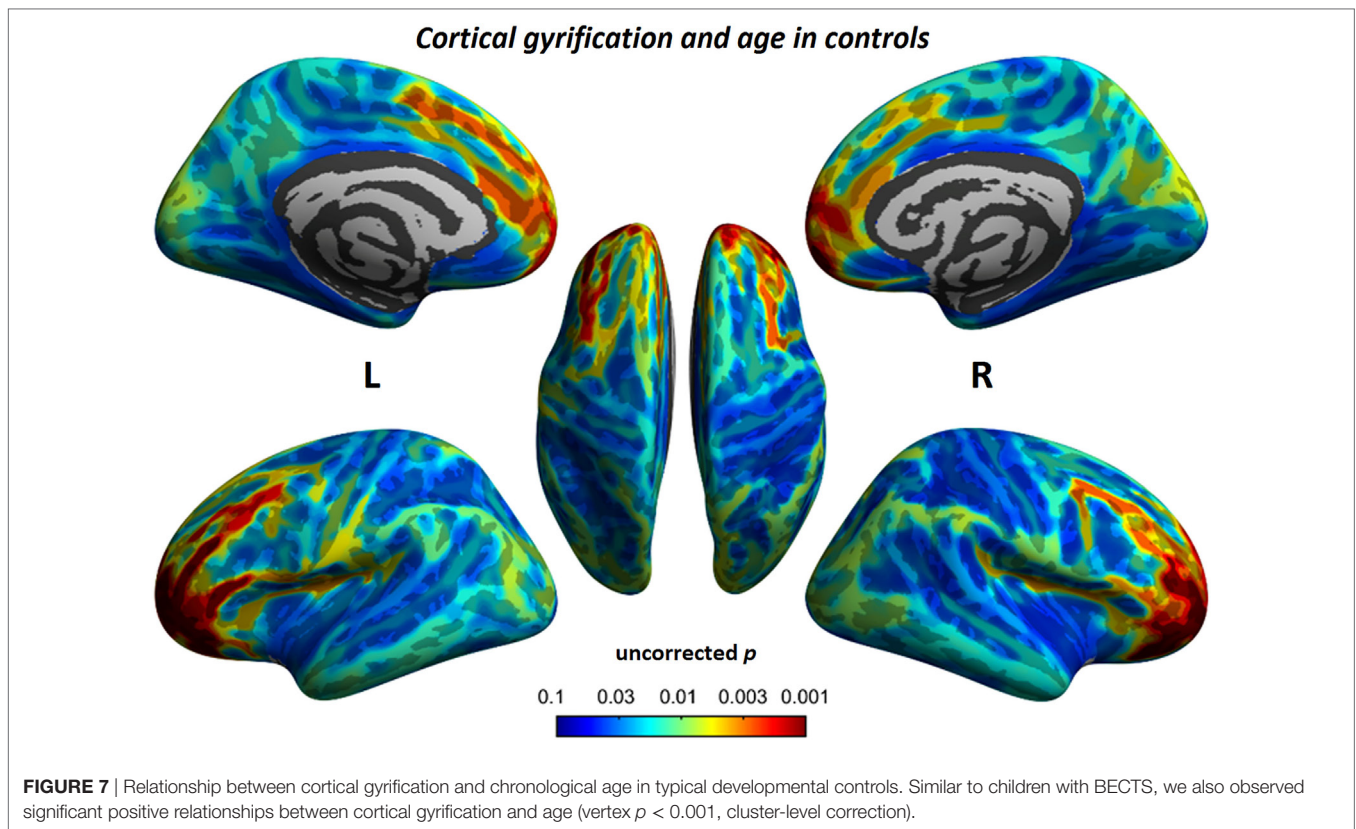 Cortical gyrification and age in controls
L
R
uncorrected p
0.1 0.03 0.01 0.003 0.001
FIGURE 7 | Relationship between cortical gyrification and chronological age in typical developmental controls. Similar to children with BECTS, we also observed
significant positive relationships between cortical gyrification and age (vertex p < 0.001, cluster-level correction).